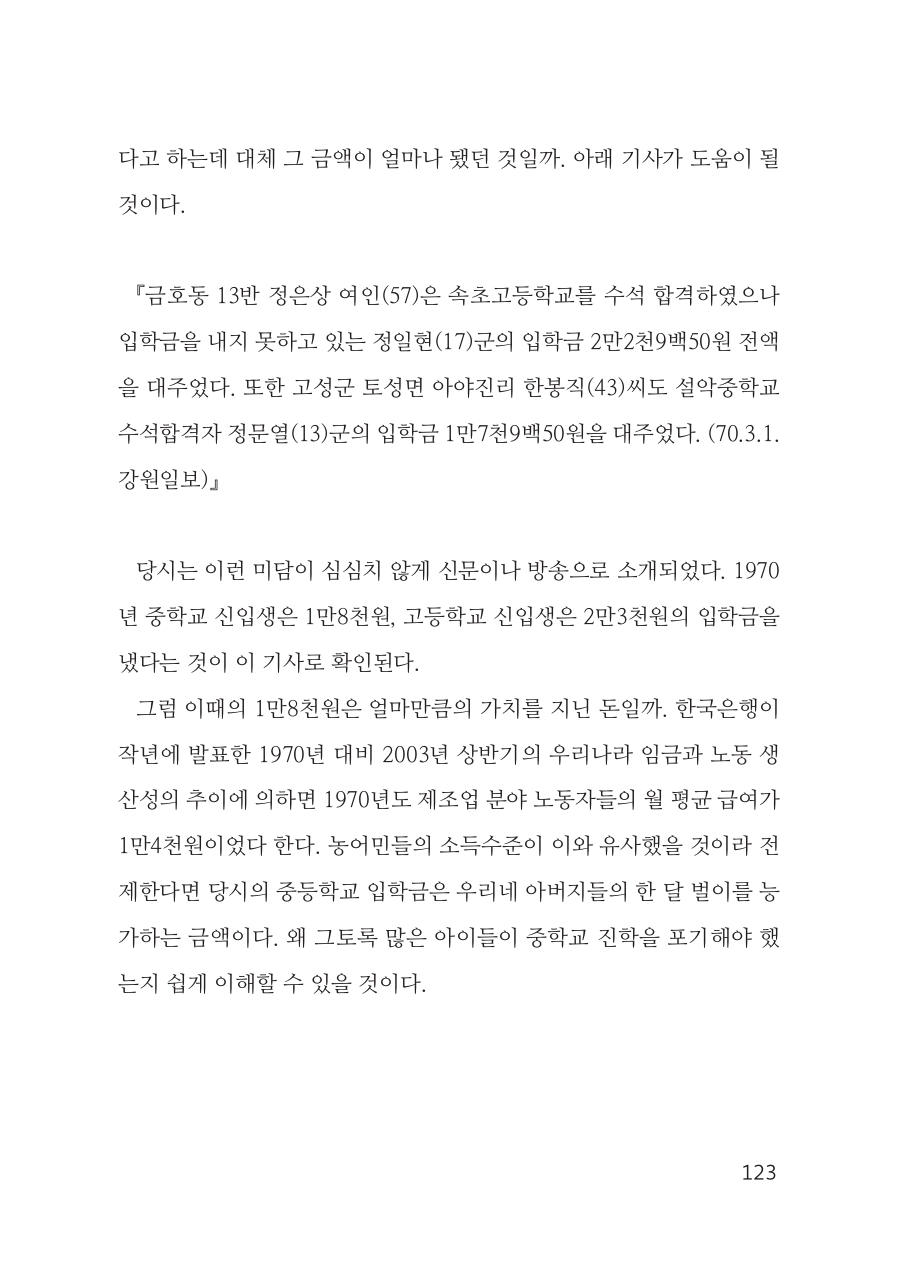 다고 하는데 대체 그 금액이 얼마나 됐던 것일까. 아래 기사가 도움이 될
것이다.
『금호동 13반 정은상 여인(57)은 속초고등학교를 수석 합격하였으나
입학금을 내지 못하고 있는 정일현(17)군의 입학금 2만2천9백50원 전액
을 대주었다. 또한 고성군 토성면 아야진리 한봉직(43)씨도 설악중학교
수석합격자 정문열(13)군의 입학금 1만7천9백50원을 대주었다. (70.3.1.
강원일보)』
당시는 이런 미담이 심심치 않게 신문이나 방송으로 소개되었다. 1970
년 중학교 신입생은 1만8천원, 고등학교 신입생은 2만3천원의 입학금을
냈다는 것이 이 기사로 확인된다.
그럼 이때의 1만8천원은 얼마만큼의 가치를 지닌 돈일까. 한국은행이
작년에 발표한 1970년 대비 2003년 상반기의 우리나라 임금과 노동 생
산성의 추이에 의하면 1970년도 제조업 분야 노동자들의 월 평균 급여가
1만4천원이었다 한다. 농어민들의 소득수준이 이와 유사했을 것이라 전
제한다면 당시의 중등학교 입학금은 우리네 아버지들의 한 달 벌이를 능
가하는 금액이다. 왜 그토록 많은 아이들이 중학교 진학을 포기해야 했
는지 쉽게 이해할 수 있을 것이다.
123